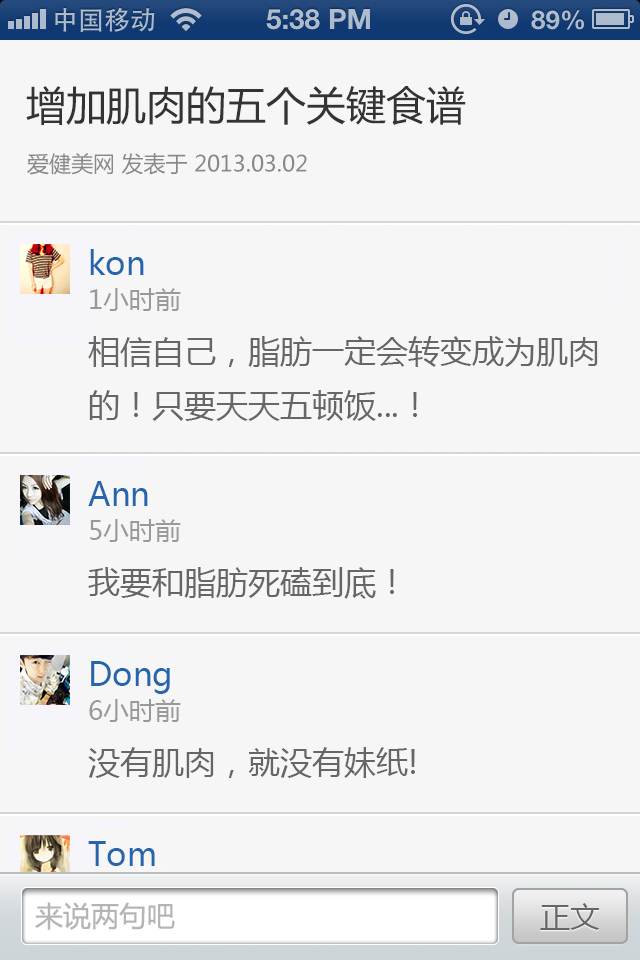 中国移动 5:38 PM 89%
增加肌肉的五个关键食谱
爱健美网 发表于 2013.03.02
kon
1小时前
相信自己，脂肪一定会转变成为肌肉
的！只要天天五顿饭...！
Ann
5小时前
我要和脂肪死磕到底！
Dong
6小时前
没有肌肉，就没有妹纸!
Tom
来说两句吧 正文